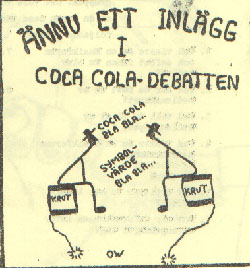 ÄNNU ETT INLÄGG
I
COCA COLA-DEBATTEN
COCA COLA
BLA BLA...
SYMBOL-
VÄRDE
BLA BLA...
KRUT
KRUT
OW